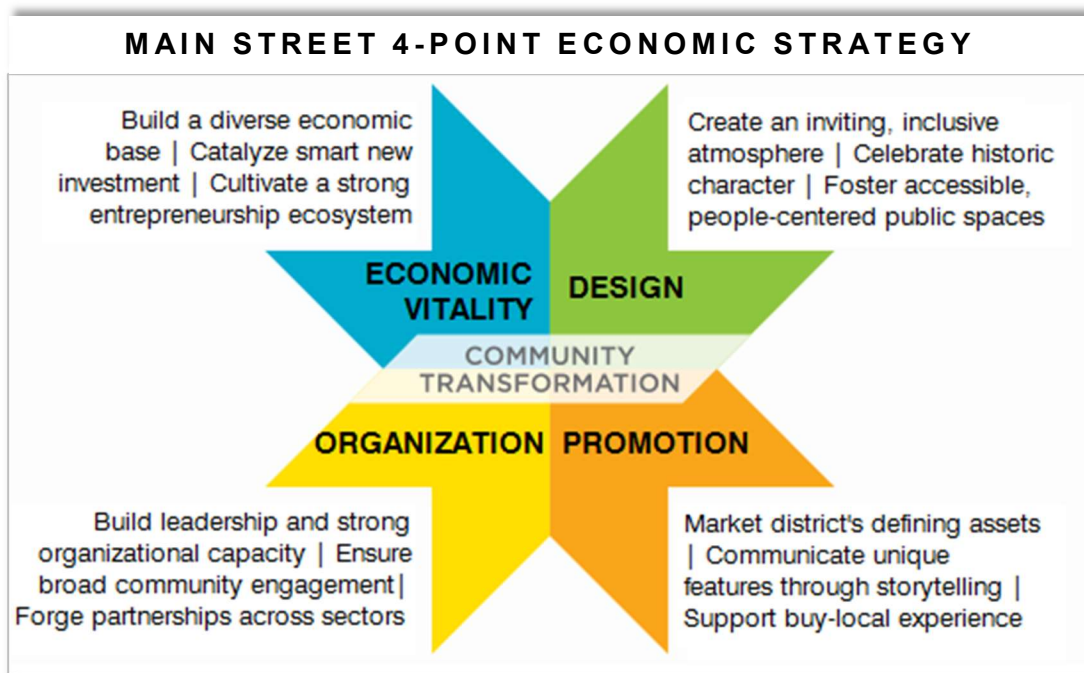 MAIN STREET 4-POINT ECONOMIC STRATEGY
Build a diverse economic
base | Catalyze smart new
investment | Cultivate a strong
entrepreneurship ecosystem
Create an inviting, inclusive
atmosphere | Celebrate historic
character | Foster accessible,
people-centered public spaces
ECONOMIC
VITALITY
DESIGN
COMMUNITY
TRANSFORMATION
ORGANIZATION
PROMOTION
Build leadership and strong
organizational capacity | Ensure
broad community engagement|
Forge partnerships across sectors
Market district's defining assets
| Communicate unique
features through storytelling |
Support buy-local experience